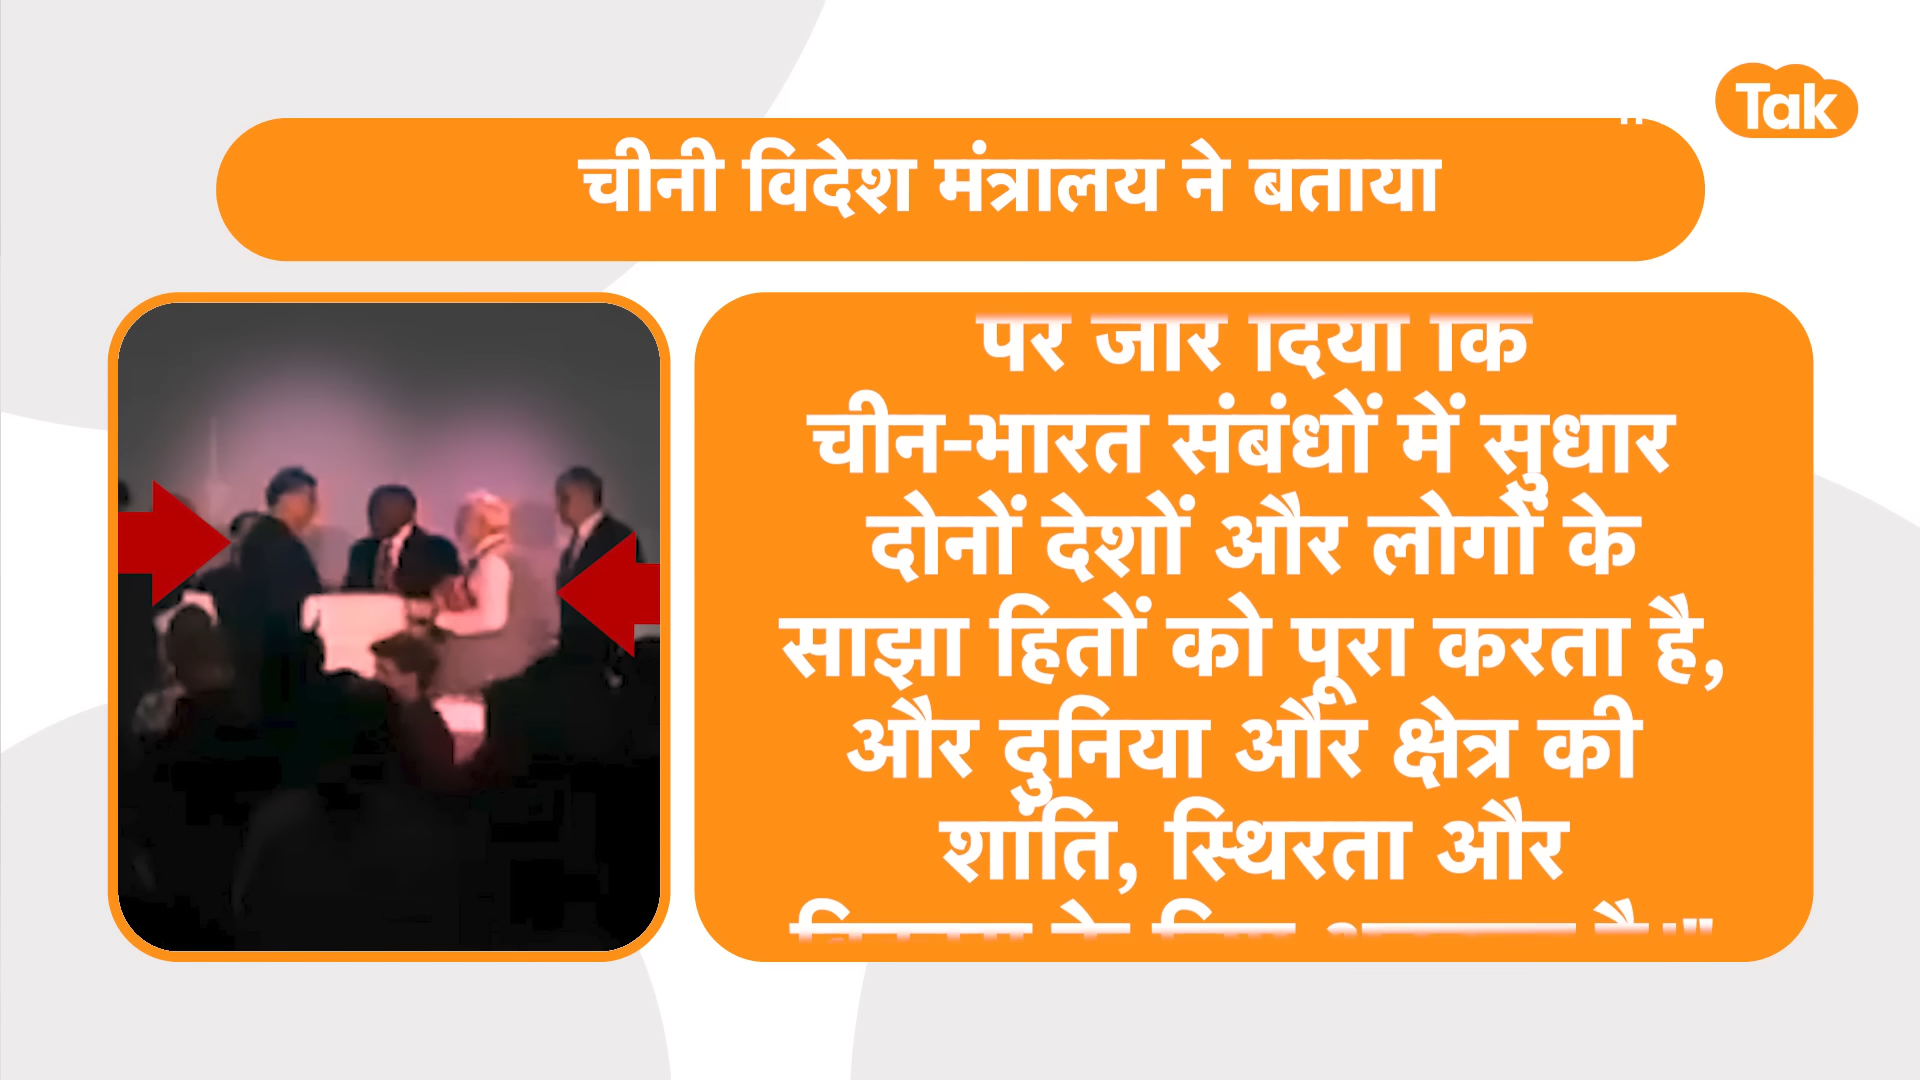 Tak
चीनी विदेश मंत्रालय ने बताया
पर जोर दिया कि
चीन-भारत संबंधों में सुधार
दोनों देशों और लोगों के
साझा हितों को पूरा करता है,
और दुनिया और क्षेत्र की
शांति, स्थिरता और